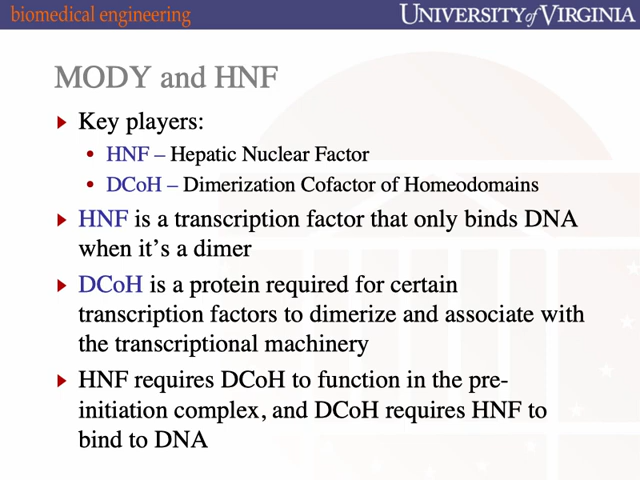 biomedical engineering
UNIVERSITY of VIRGINIA
MODY and HNF
Key players:
HNF – Hepatic Nuclear Factor
DCoH – Dimerization Cofactor of Homeodomains
HNF is a transcription factor that only binds DNA
when it's a dimer
DCoH is a protein required for certain
transcription factors to dimerize and associate with
the transcriptional machinery
HNF requires DCoH to function in the pre-
initiation complex, and DCoH requires HNF to
bind to DNA